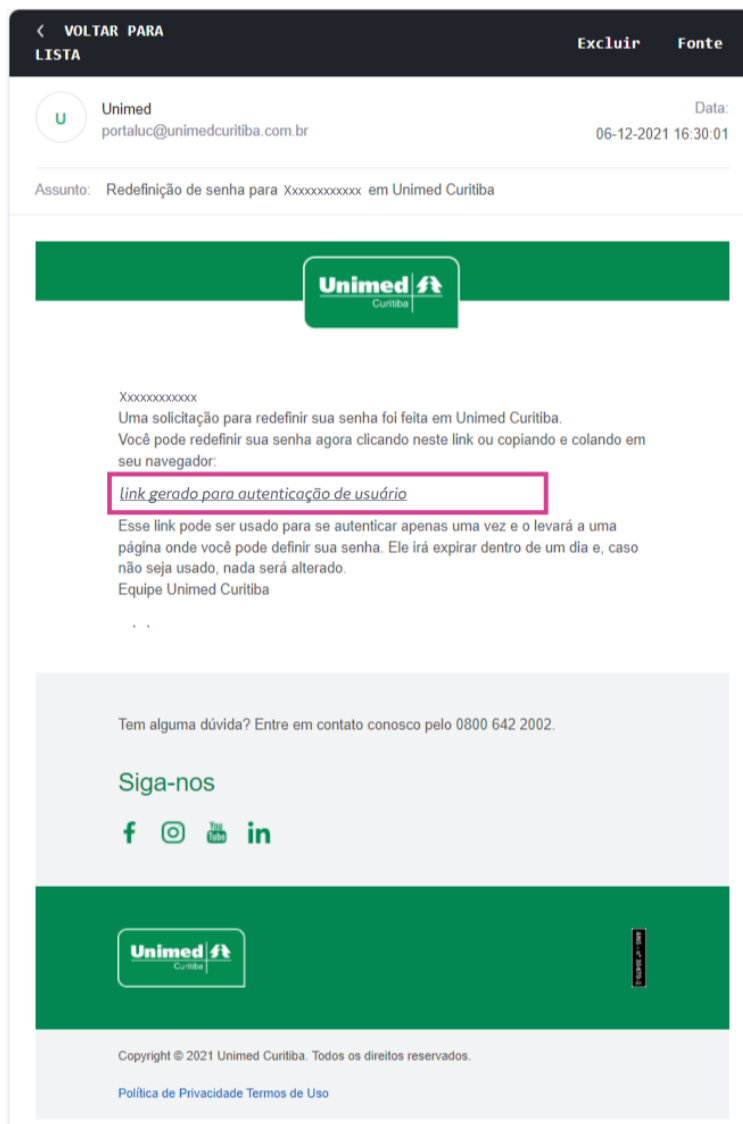 VOLTAR PARA
LISTA
Excluir Fonte
U
Unimed
portaluc@unimedcuritiba.com.br
Data:
06-12-2021 16:30:01
Assunto: Redefinição de senha para Xxxxxxxxxxxx em Unimed Curitiba
Unimed
Curitiba
Xxxxxxxxxxxx
Uma solicitação para redefinir sua senha foi feita em Unimed Curitiba.
Você pode redefinir sua senha agora clicando neste link ou copiando e colando em
seu navegador:
link gerado para autenticação de usuário
Esse link pode ser usado para se autenticar apenas uma vez e o levará a uma
página onde você pode definir sua senha. Ele irá expirar dentro de um dia e, caso
não seja usado, nada será alterado.
Equipe Unimed Curitiba
Tem alguma dúvida? Entre em contato conosco pelo 0800 642 2002.
Siga-nos
You
Tube
Unimed
Curitiba
ANS - nº 30470-1
Copyright © 2021 Unimed Curitiba. Todos os direitos reservados.
Política de Privacidade Termos de Uso